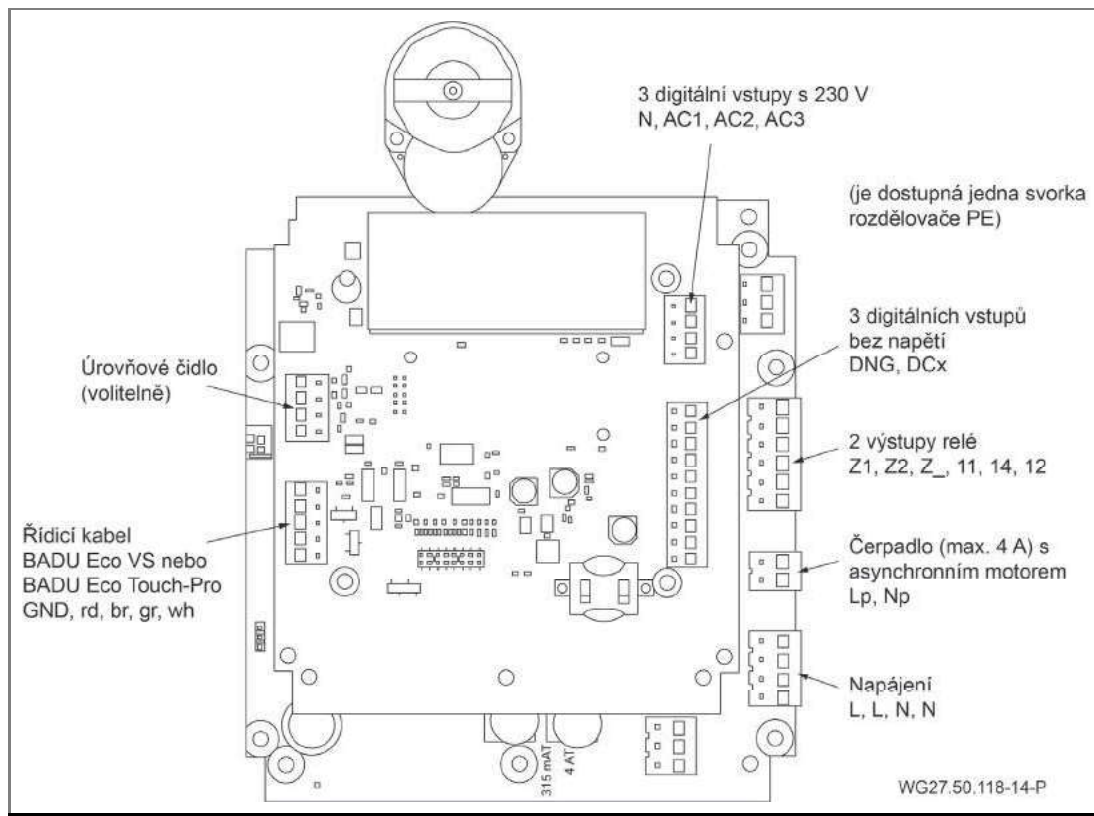 3 digitální vstupy s 230 V
N, AC1, AC2, AC3
(je dostupná jedna svorka
rozdělovače PE)
3 digitálních vstupů
bez napětí
DNG, DCx
Úrovňové čidlo
(volitelně)
2 výstupy relé
Z1, Z2, Z_, 11, 14, 12
Řídicí kabel
BADU Eco VS nebo
BADU Eco Touch-Pro
GND, rd, br, gr, wh
Čerpadlo (max. 4 A) s
asynchronním motorem
Lp, Np
Napájení
L, L, N, N
315 mAT
4 AT
WG27.50.118-14-P